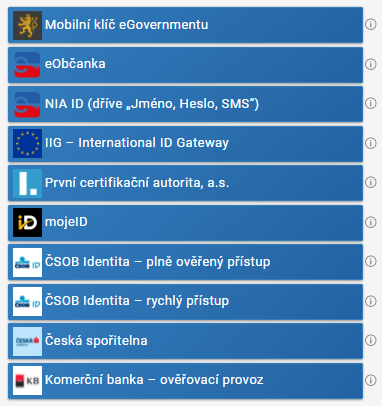 Mobilní klíč eGovernmentu
eObčanka
NIA ID (dříve „Jméno, Heslo, SMS“)
IIG – International ID Gateway
I. První certifikační autorita, a.s.
iD mojeID
ČSOB ID ČSOB Identita – plně ověřený přístup
ČSOB ID ČSOB Identita – rychlý přístup
ČESKÁ Česká spořitelna
KB Komerční banka – ověřovací provoz